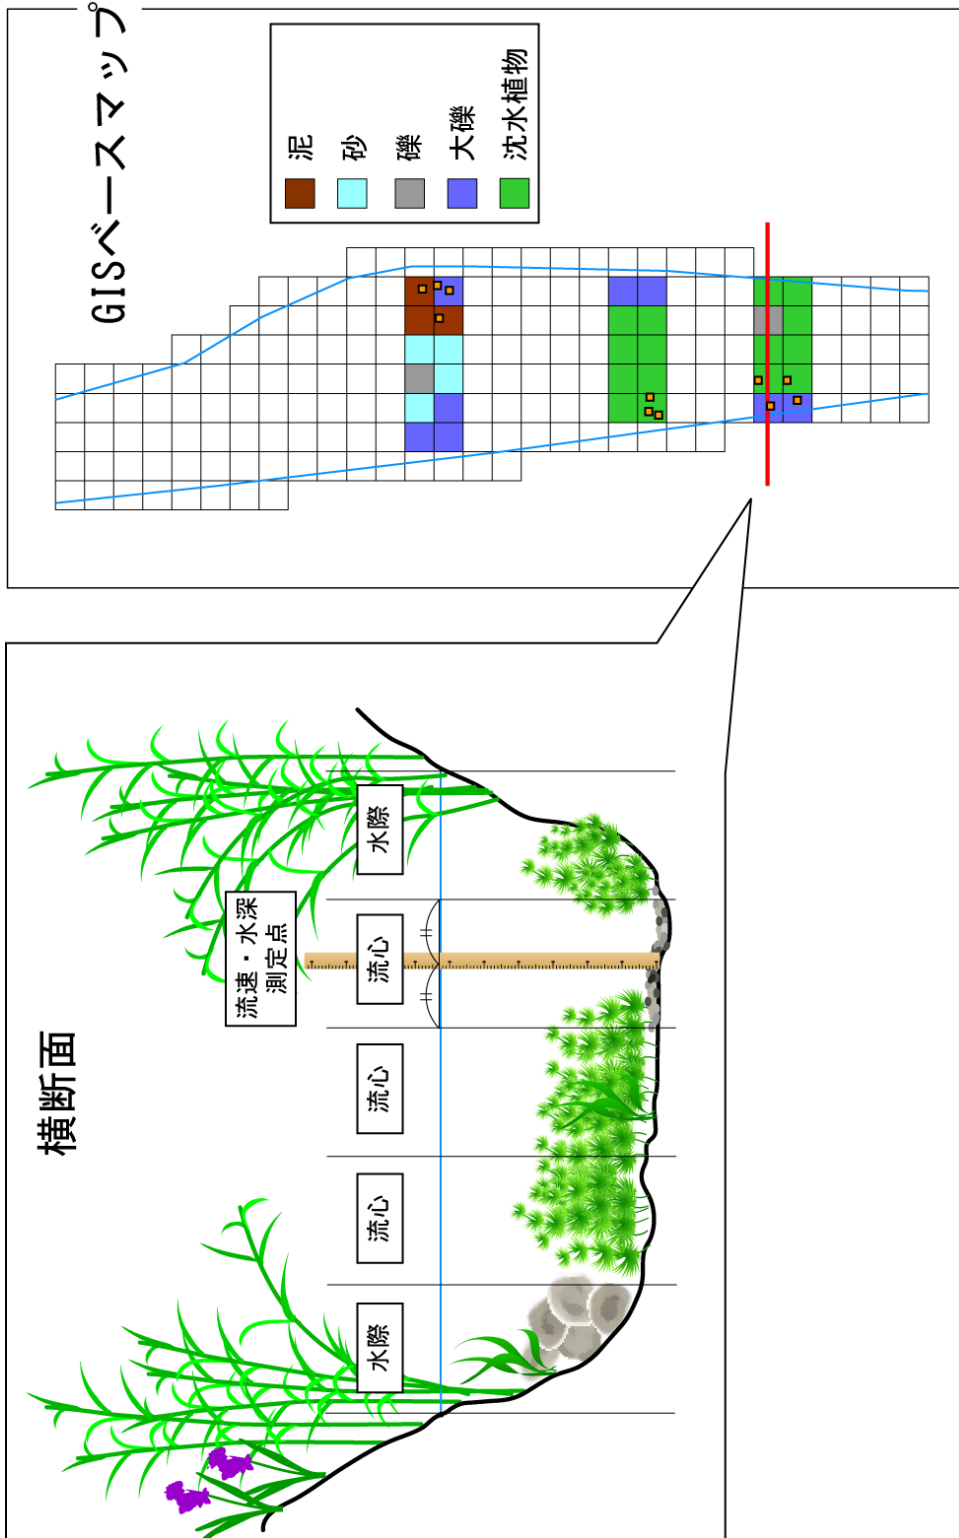 横断面
流速・水深
測定点
水際
流心
流心
流心
水際
GISベースマップ
泥
砂
礫
大礫
沈水植物